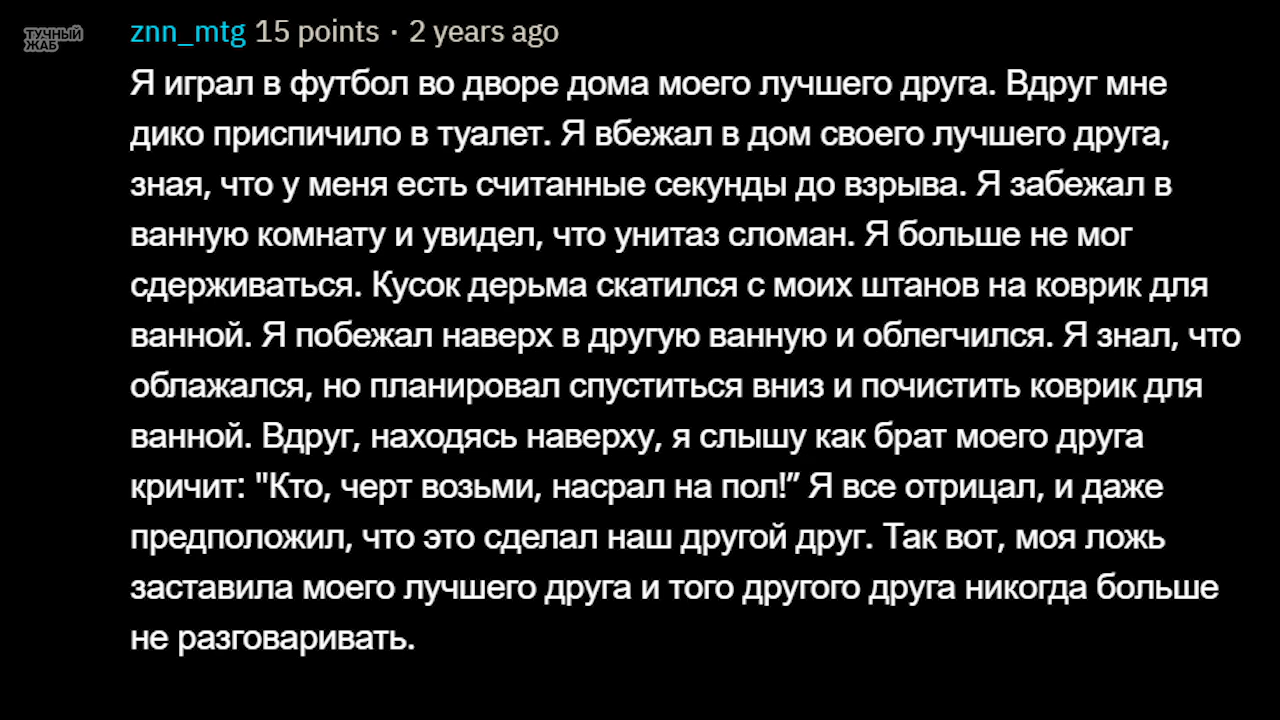 ТУЧНЫЙ
ЖАБ
znn_mtg 15 points · 2 years ago
Я играл в футбол во дворе дома моего лучшего друга. Вдруг мне
дико приспичило в туалет. Я вбежал в дом своего лучшего друга,
зная, что у меня есть считанные секунды до взрыва. Я забежал в
ванную комнату и увидел, что унитаз сломан. Я больше не мог
сдерживаться. Кусок дерьма скатился с моих штанов на коврик для
ванной. Я побежал наверх в другую ванную и облегчился. Я знал, что
облажался, но планировал спуститься вниз и почистить коврик для
ванной. Вдруг, находясь наверху, я слышу как брат моего друга
кричит: "Кто, черт возьми, насрал на пол!” Я все отрицал, и даже
предположил, что это сделал наш другой друг. Так вот, моя ложь
заставила моего лучшего друга и того другого друга никогда больше
не разговаривать.